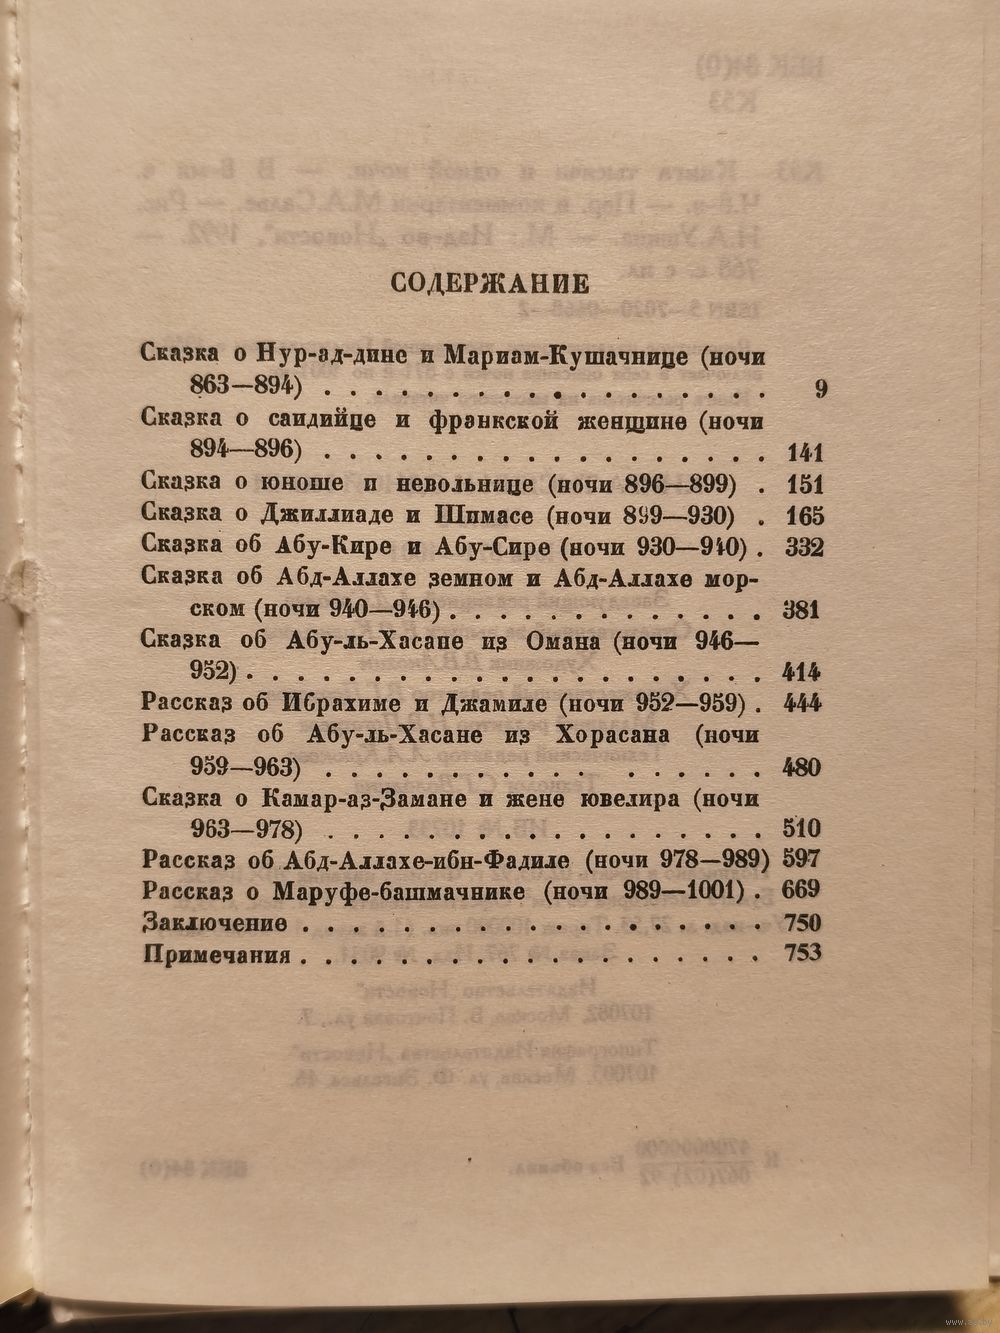 СОДЕРЖАНИЕ
Сказка о Нур-ад-дине и Мариам-Кушачнице (ночи
863—894) . . . . . . . . . . . . . . . . . . 9
Сказка о саидийце и франкской женщине (ночи
894—896) . . . . . . . . . . . . . . . . . . 141
Сказка о юноше и невольнице (ночи 896—899) . 151
Сказка о Джиллиаде и Шимасе (ночи 899—930) . 165
Сказка об Абу-Кире и Абу-Сире (ночи 930—940) . 332
Сказка об Абд-Аллахе земном и Абд-Аллахе мор-
ском (ночи 940—946) . . . . . . . . . . . . . 381
Сказка об Абу-ль-Хасане из Омана (ночи 946—
952) . . . . . . . . . . . . . . . . . . . . . 414
Рассказ об Ибрахиме и Джамиле (ночи 952—959) . 444
Рассказ об Абу-ль-Хасане из Хорасана (ночи
959—963) . . . . . . . . . . . . . . . . . 480
Сказка о Камар-аз-Замане и жене ювелира (ночи
963—978) . . . . . . . . . . . . . . . . . . 510
Рассказ об Абд-Аллахе-ибн-Фадиле (ночи 978—989) 597
Рассказ о Маруфе-башмачнике (ночи 989—1001) . 669
Заключение . . . . . . . . . . . . . . . . . . . 750
Примечания . . . . . . . . . . . . . . . . . . . 753